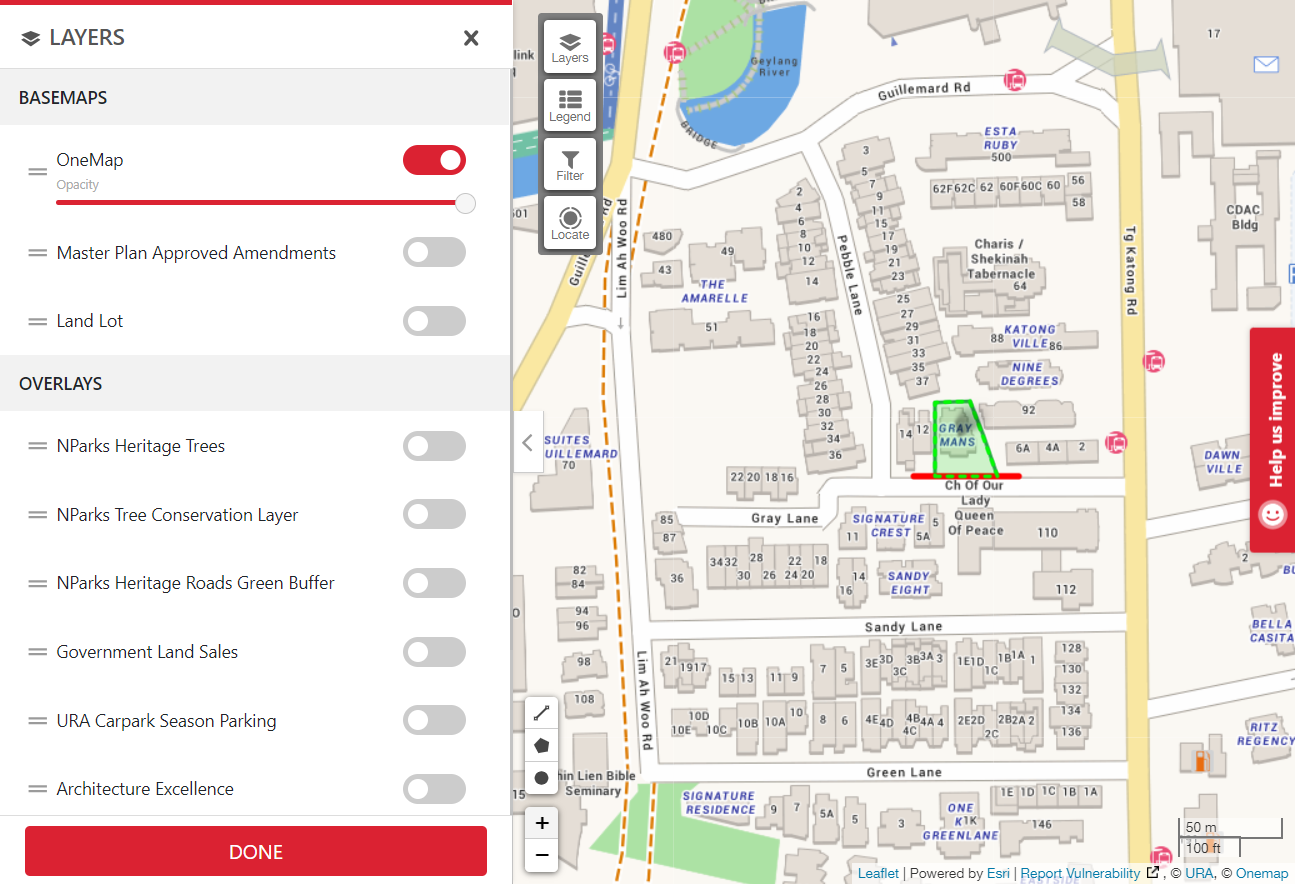 LAYERS
BASEMAPS
OneMap
Opacity
Master Plan Approved Amendments
Land Lot
OVERLAYS
NParks Heritage Trees
NParks Tree Conservation Layer
NParks Heritage Roads Green Buffer
Government Land Sales
URA Carpark Season Parking
Architecture Excellence
DONE
link
Layers
Legend
Filter
Locate
Geylang
River
BRIDGE
Guillemard Rd
17
ESTA
RUBY
500
3
5
7
9
11
15
17
19
21
23
62F
62C
62
60F
60C
60
56
58
CDAC
Bldg
Tg Katong Rd
Lim Ah Woo Rd
480
43
49
THE
AMARELLE
51
2
4
6
8
10
12
14
Pebble Lane
Charis /
Shekinah
Tabernacle
64
25
27
29
31
33
35
37
16
18
20
22
24
26
28
30
32
34
36
88
KATONG
VILLE
86
NINE
DEGREES
92
14
12
GRAY
MANS
6A
4A
2
Help us improve
DAWN
VILLE
SUITES
UILLEMARD
70
22
20
18
16
Ch Of Our
Lady
Queen
Of Peace
Gray Lane
85
87
SIGNATURE
CREST
11
5
5A
110
34
32
30
28
26
22
24
20
18
36
14
16
SANDY
EIGHT
112
2
82
84
94
96
98
108
Sandy Lane
BELLA
CASITA
Lim Ah Woo Rd
21
19
17
15
13
11
9
7
5
3E
3D
3C
3B
3A
3
1E
1D
1C
1B
1A
1
128
130
132
134
136
10E
10D
10C
10B
10A
10
8
6
4E
4D
4C
4B
4A
4
2E
2D
2C
2B
2A
2
RITZ
REGENCY
Green Lane
hin Lien Bible
Seminary
15
SIGNATURE
RESIDENCE
9
7
5A
5
3
ONE
K
1K
GREENLANE
1E
1D
1C
1B
1A
146
+
−
50 m
100 ft
Leaflet | Powered by Esri | Report Vulnerability , © URA, © Onemap